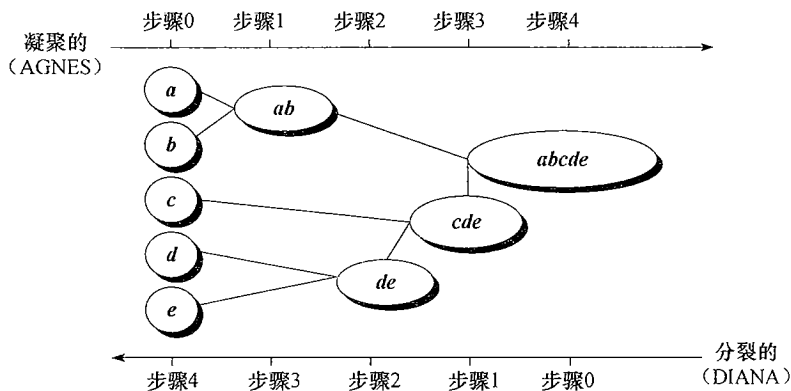 步骤0 步骤1 步骤2 步骤3 步骤4
凝聚的
（AGNES）
a
ab
b
abcde
c
cde
d
de
e
分裂的
（DIANA）
步骤4 步骤3 步骤2 步骤1 步骤0